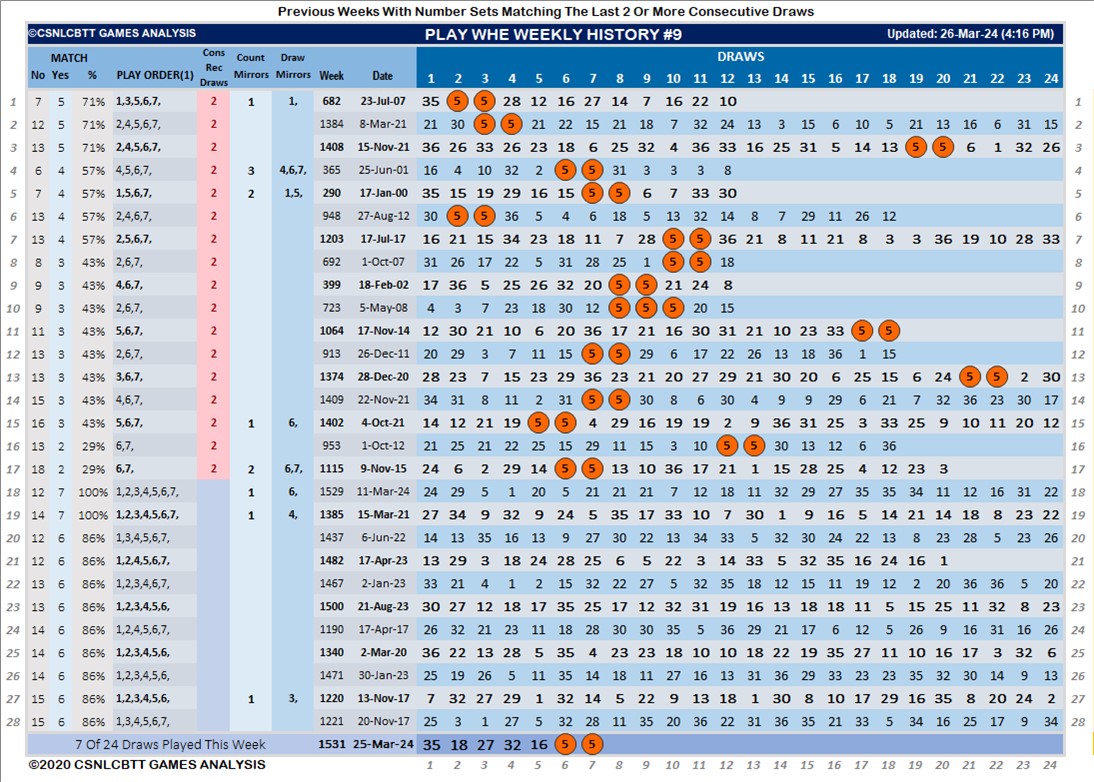 Previous Weeks With Number Sets Matching The Last 2 Or More Consecutive Draws
©CSNLCBTT GAMES ANALYSIS PLAY WHE WEEKLY HISTORY #9 Updated: 26-Mar-24 (4:16 PM)
MATCH Cons Rec Draws Count Mirrors Draw Mirrors DRAWS
No Yes % PLAY ORDER(1) Week Date 1 2 3 4 5 6 7 8 9 10 11 12 13 14 15 16 17 18 19 20 21 22 23 24
1 7 5 71% 1,3,5,6,7, 2 1 1, 682 23-Jul-07 35 5 5 28 12 16 27 14 9 16 22 10 1
2 12 5 71% 2,4,5,6,7, 2 1384 8-Mar-21 21 30 5 5 21 22 15 21 18 7 32 24 13 3 15 6 10 5 21 13 16 6 31 15 2
3 13 5 71% 2,4,5,6,7, 2 1408 15-Nov-21 36 26 33 26 23 18 6 25 32 4 36 33 16 25 31 5 14 13 5 5 6 1 32 26 3
4 6 4 57% 4,5,6,7, 2 3 4,6,7, 365 25-Jun-01 16 4 10 32 2 5 5 31 3 3 3 8 4
5 7 4 57% 1,5,6,7, 2 2 1,5, 290 17-Jan-00 35 15 19 29 16 15 5 5 6 7 33 30 5
6 13 4 57% 2,4,6,7, 2 948 27-Aug-12 30 5 5 36 5 4 6 18 5 13 32 14 8 7 29 11 26 12 6
7 13 4 57% 2,5,6,7, 2 1203 17-Jul-17 16 21 15 34 23 18 11 7 28 5 5 36 21 8 11 21 8 3 3 36 19 10 28 33 7
8 8 3 43% 2,6,7, 2 692 1-Oct-07 31 26 17 22 5 31 28 25 1 5 5 18 8
9 9 3 43% 4,6,7, 2 399 18-Feb-02 17 36 5 25 26 32 20 5 5 21 24 8 9
10 9 3 43% 2,6,7, 2 723 5-May-08 4 3 7 23 18 30 12 5 5 5 20 15 10
11 11 3 43% 5,6,7, 2 1064 17-Nov-14 12 30 21 10 6 20 36 17 21 16 30 31 21 10 23 33 5 5 11
12 13 3 43% 2,6,7, 2 913 26-Dec-11 20 29 3 7 11 15 5 5 29 6 17 22 26 13 18 36 1 15 12
13 13 3 43% 3,6,7, 2 1374 28-Dec-20 28 23 7 15 23 29 36 23 21 20 27 29 21 30 20 6 25 15 6 24 5 5 2 30 13
14 15 3 43% 4,6,7, 2 1409 22-Nov-21 34 31 8 11 2 31 5 5 30 8 6 30 4 9 9 29 6 21 7 32 36 23 30 17 14
15 16 3 43% 5,6,7, 2 1 6, 1402 4-Oct-21 14 12 21 19 5 5 4 29 16 19 19 2 9 36 31 25 3 33 25 9 10 11 20 12 15
16 13 2 29% 6,7, 2 953 1-Oct-12 21 25 21 22 25 15 29 11 15 3 10 5 5 30 13 12 6 36 16
17 18 2 29% 6,7, 2 2 6,7, 1115 9-Nov-15 24 6 2 29 14 5 5 13 10 36 17 21 1 15 28 25 4 12 23 3 17
18 12 7 100% 1,2,3,4,5,6,7, 1 6, 1529 11-Mar-24 24 29 5 1 20 5 21 21 21 7 12 18 11 32 29 27 35 35 34 11 12 16 31 22 18
19 14 7 100% 1,2,3,4,5,6,7, 1 4, 1385 15-Mar-21 27 34 9 32 9 24 5 35 17 33 10 7 30 1 9 16 5 14 21 14 18 8 23 22 19
20 12 6 86% 1,3,4,5,6,7, 1437 6-Jun-22 14 13 35 16 13 9 27 30 22 13 34 33 5 32 30 24 22 13 8 23 28 5 23 26 20
21 12 6 86% 1,2,4,5,6,7, 1482 17-Apr-23 13 29 3 18 24 28 25 6 5 22 3 14 33 5 32 35 16 24 16 1 21
22 13 6 86% 1,2,3,4,6,7, 1467 2-Jan-23 33 21 4 1 2 15 32 22 27 5 32 35 18 12 15 11 19 12 2 20 36 36 5 20 22
23 13 6 86% 1,2,3,4,5,6, 1500 21-Aug-23 30 27 12 18 17 35 25 17 12 32 31 19 16 13 18 18 11 5 15 25 11 32 8 23 23
24 14 6 86% 1,2,4,5,6,7, 1190 17-Apr-17 26 32 21 23 11 18 28 30 30 35 5 36 29 21 17 6 12 5 26 9 16 31 16 26 24
25 14 6 86% 1,2,3,4,5,6, 1340 2-Mar-20 36 22 13 28 5 35 4 23 23 18 10 10 18 22 19 35 27 11 10 16 17 3 32 6 25
26 14 6 86% 1,2,3,4,5,6, 1471 30-Jan-23 25 19 26 5 11 35 14 18 11 27 16 13 31 36 29 33 23 23 35 32 30 14 9 13 26
27 15 6 86% 1,2,3,4,5,6, 1 3, 1220 13-Nov-17 7 32 27 29 1 32 14 5 22 9 13 18 1 30 8 10 17 29 16 35 8 20 24 2 27
28 15 6 86% 1,3,4,5,6,7, 1221 20-Nov-17 25 3 1 27 5 32 28 11 35 20 36 22 31 36 35 21 33 5 34 16 25 17 9 34 28
7 Of 24 Draws Played This Week 1531 25-Mar-24 35 18 27 32 16 5 5
©2020 CSNLCBTT GAMES ANALYSIS 1 2 3 4 5 6 7 8 9 10 11 12 13 14 15 16 17 18 19 20 21 22 23 24